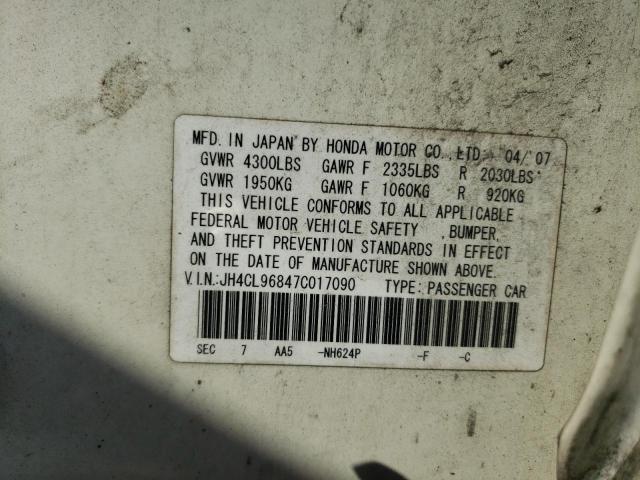 MFD. IN JAPAN BY HONDA MOTOR CO.,LTD. 04/'07
GVWR 4300LBS GAWR F 2335LBS R 2030LBS
GVWR 1950KG GAWR F 1060KG R 920KG
THIS VEHICLE CONFORMS TO ALL APPLICABLE
FEDERAL MOTOR VEHICLE SAFETY ,BUMPER,
AND THEFT PREVENTION STANDARDS IN EFFECT
ON THE DATE OF MANUFACTURE SHOWN ABOVE.
V.I.N.:JH4CL96847C017090 TYPE: PASSENGER CAR
SEC 7 AA5 -NH624P -F -C